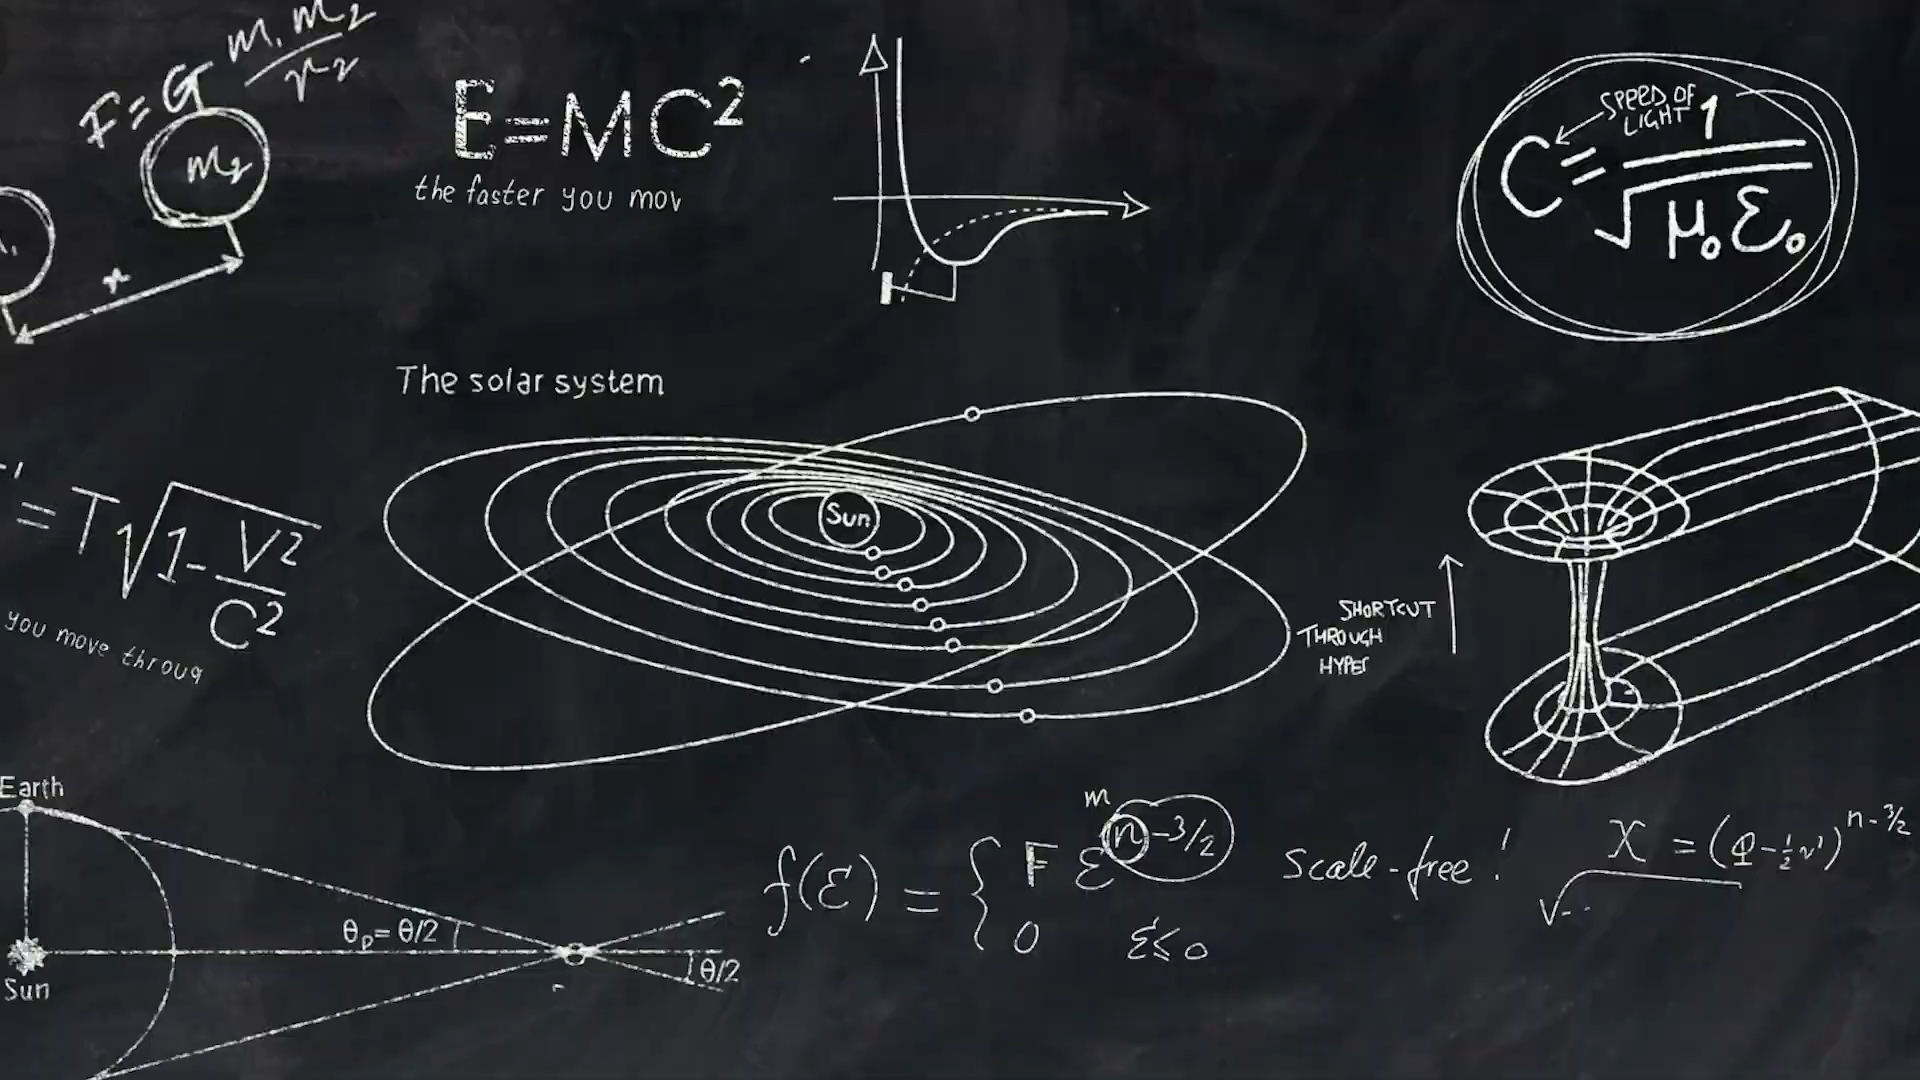 F=G m₁m₂/r²
m₂
r
E=MC²
the faster you mov
C=1/√μ₀ε₀
SPEED OF
LIGHT
The solar system
Sun
=T√1-V²/C²
you move throug
SHORTCUT
THROUGH
HYPE
Earth
θp=θ/2
θ/2
Sun
f(ℰ) = { F ℰ^n-3/2
m
0 ℰ≤0
Scale-free!
X = (φ-½v²)^n-3/2
√--